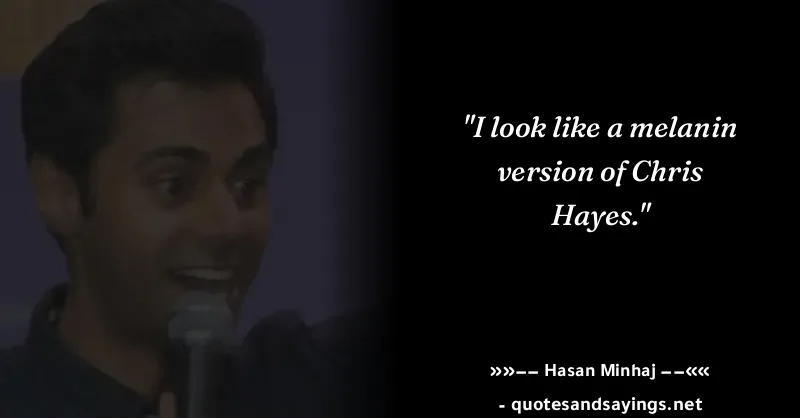 "I look like a melanin
version of Chris
Hayes."
»»−− Hasan Minhaj −−««
- quotesandsayings.net